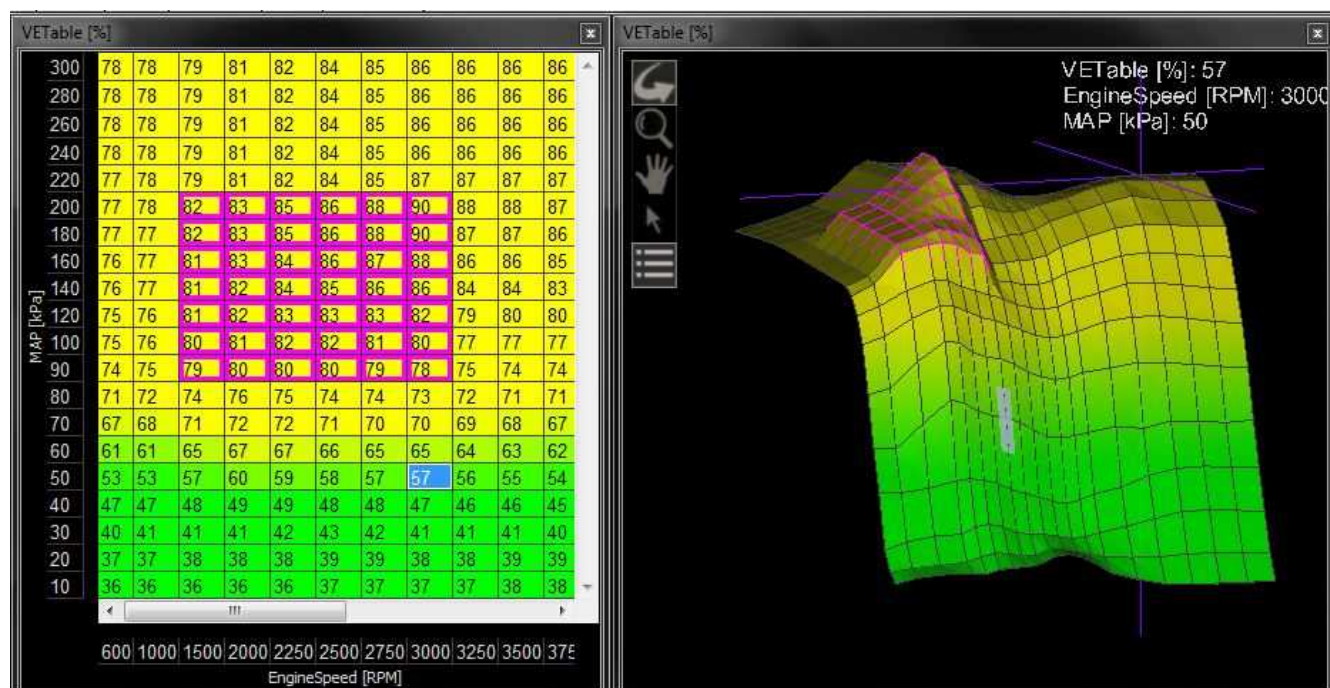 VETable [%]
300 78 78 79 81 82 84 85 86 86 86 86
280 78 78 79 81 82 84 85 86 86 86 86
260 78 78 79 81 82 84 85 86 86 86 86
240 78 78 79 81 82 84 85 86 86 86 86
220 77 78 79 81 82 84 85 87 87 87 87
200 77 78 82 83 85 86 88 90 88 88 87
180 77 77 82 83 85 86 88 90 87 87 86
160 76 77 81 83 84 86 87 88 86 86 85
140 76 77 81 82 84 85 86 86 84 84 83
120 75 76 81 82 83 83 83 82 79 80 80
100 75 76 80 81 82 82 81 80 77 77 77
90 74 75 79 80 80 80 79 78 75 74 74
80 71 72 74 76 75 74 74 73 72 71 71
70 67 68 71 72 72 71 70 70 69 68 67
60 61 61 65 67 67 66 65 65 64 63 62
50 53 53 57 60 59 58 57 57 56 55 54
40 47 47 48 49 49 48 48 47 46 46 45
30 40 41 41 41 42 43 42 41 41 41 40
20 37 37 38 38 38 39 39 38 38 39 39
10 36 36 36 36 36 37 37 37 37 38 38
MAP [kPa]
600 1000 1500 2000 2250 2500 2750 3000 3250 3500 375
EngineSpeed [RPM]
VETable [%]
VETable [%]: 57
EngineSpeed [RPM]: 3000
MAP [kPa]: 50